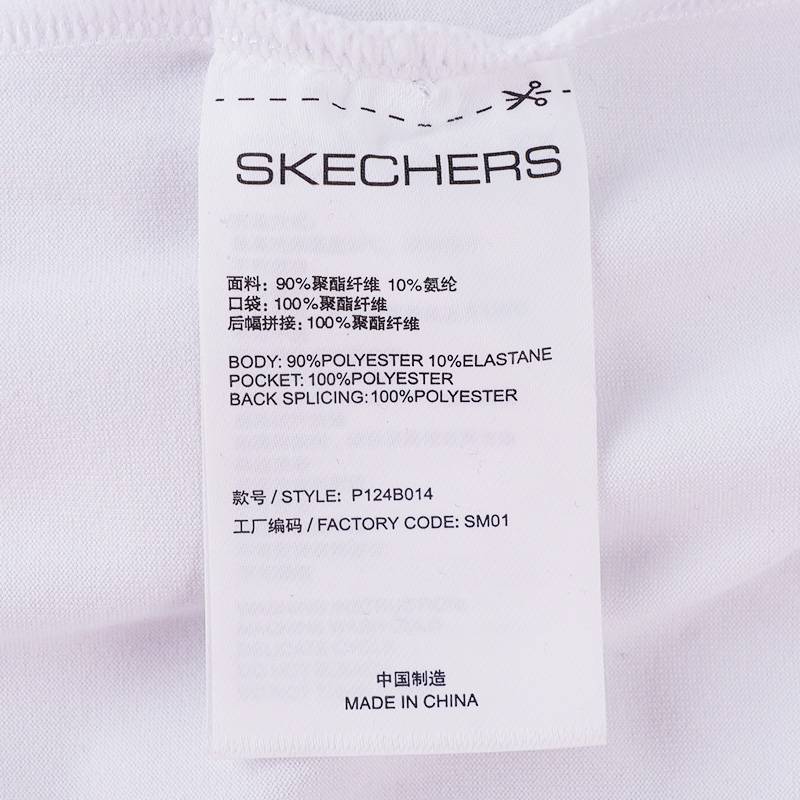 SKECHERS
面料: 90%聚酯纤维 10%氨纶
口袋: 100%聚酯纤维
后幅拼接: 100%聚酯纤维
BODY: 90%POLYESTER 10%ELASTANE
POCKET: 100%POLYESTER
BACK SPLICING:100%POLYESTER
款号 / STYLE: P124B014
工厂编码 / FACTORY CODE: SM01
中国制造
MADE IN CHINA